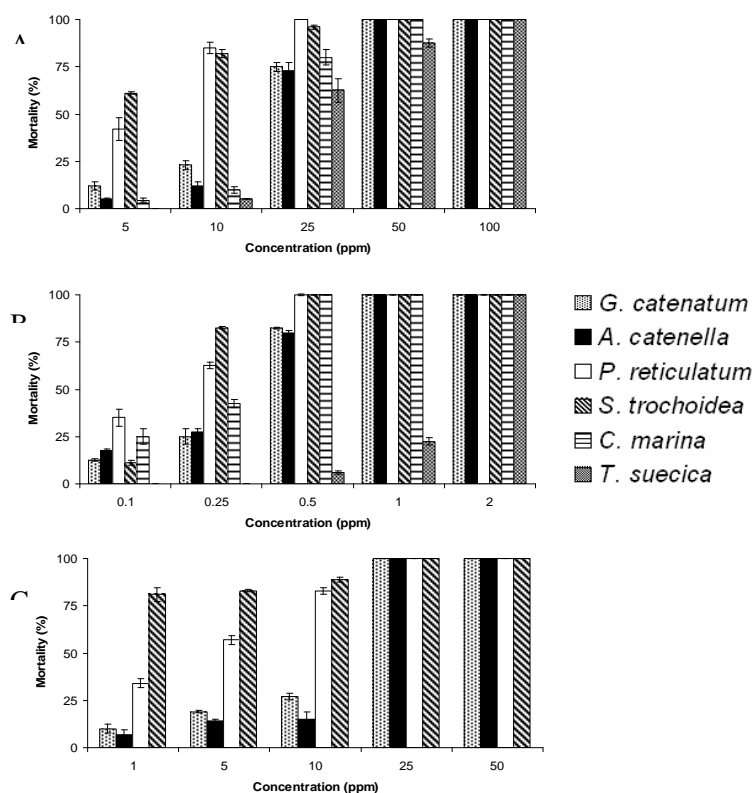 A
100
75
50
25
0
Mortality (%)
5 10 25 50 100
Concentration (ppm)
B
100
75
50
25
0
Mortality (%)
0.1 0.25 0.5 1 2
Concentration (ppm)
G. catenatum
A. catenella
P. reticulatum
S. trochoidea
C. marina
T. suecica
C
100
75
50
25
0
Mortality (%)
1 5 10 25 50
Concentration (ppm)